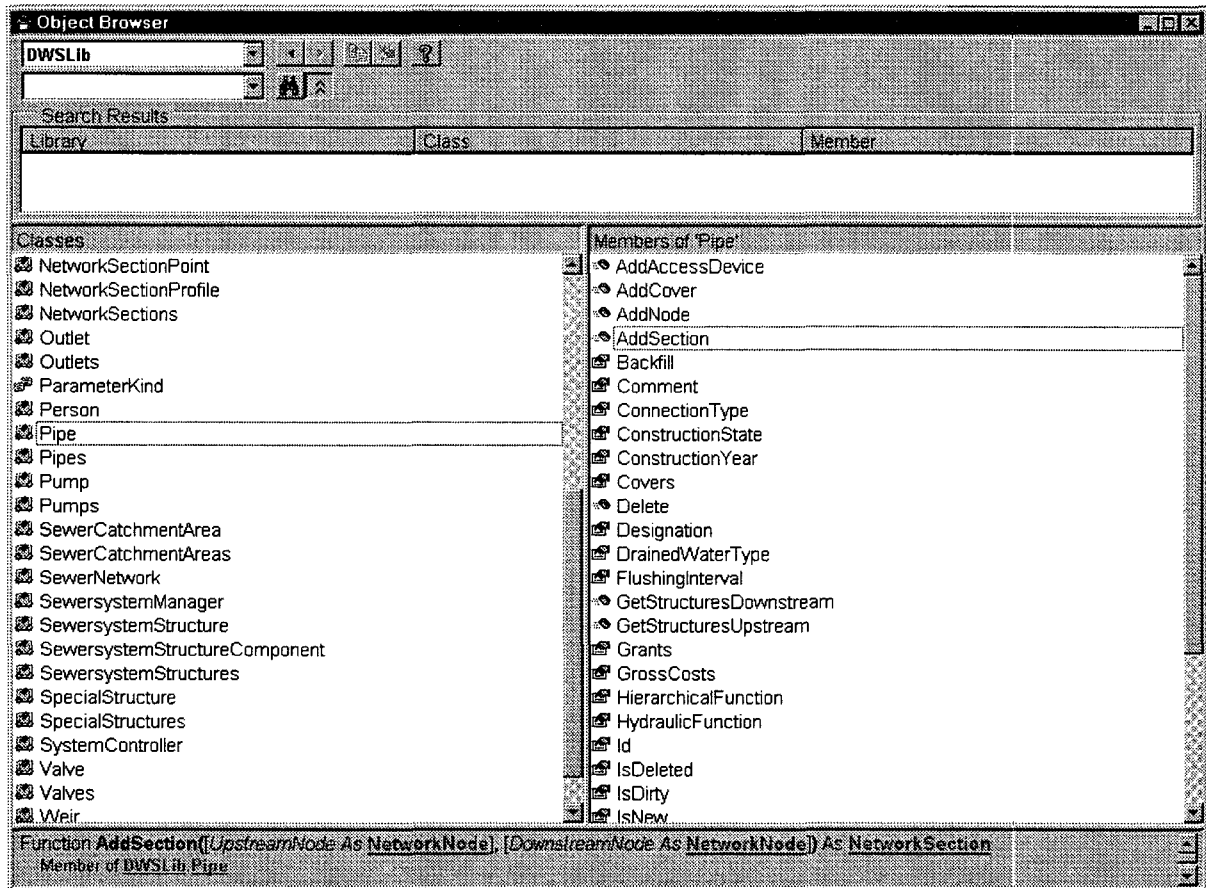 Object Browser
DWSLib
?
Search Results
Library Class Member
Classes
NetworkSectionPoint
NetworkSectionProfile
NetworkSections
Outlet
Outlets
ParameterKind
Person
Pipe
Pipes
Pump
Pumps
SewerCatchmentArea
SewerCatchmentAreas
SewerNetwork
SewersystemManager
SewersystemStructure
SewersystemStructureComponent
SewersystemStructures
SpecialStructure
SpecialStructures
SystemController
Valve
Valves
Weir
Members of 'Pipe'
AddAccessDevice
AddCover
AddNode
AddSection
Backfill
Comment
ConnectionType
ConstructionState
ConstructionYear
Covers
Delete
Designation
DrainedWaterType
FlushingInterval
GetStructuresDownstream
GetStructuresUpstream
Grants
GrossCosts
HierarchicalFunction
HydraulicFunction
Id
IsDeleted
IsDirty
IsNew
Function AddSection([UpstreamNode As NetworkNode], [DownstreamNode As NetworkNode]) As NetworkSection
Member of DWSLib.Pipe